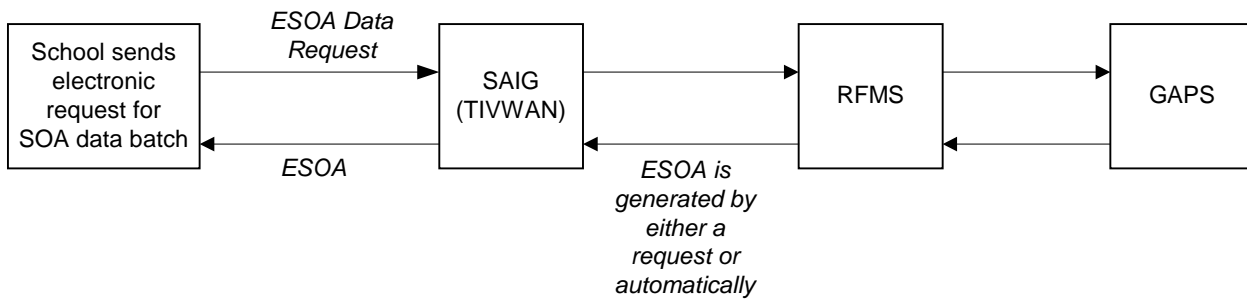 ESOA Data
Request
School sends
electronic
request for
SOA data batch
SAIG
(TIVWAN)
RFMS
GAPS
ESOA
ESOA is
generated by
either a
request or
automatically